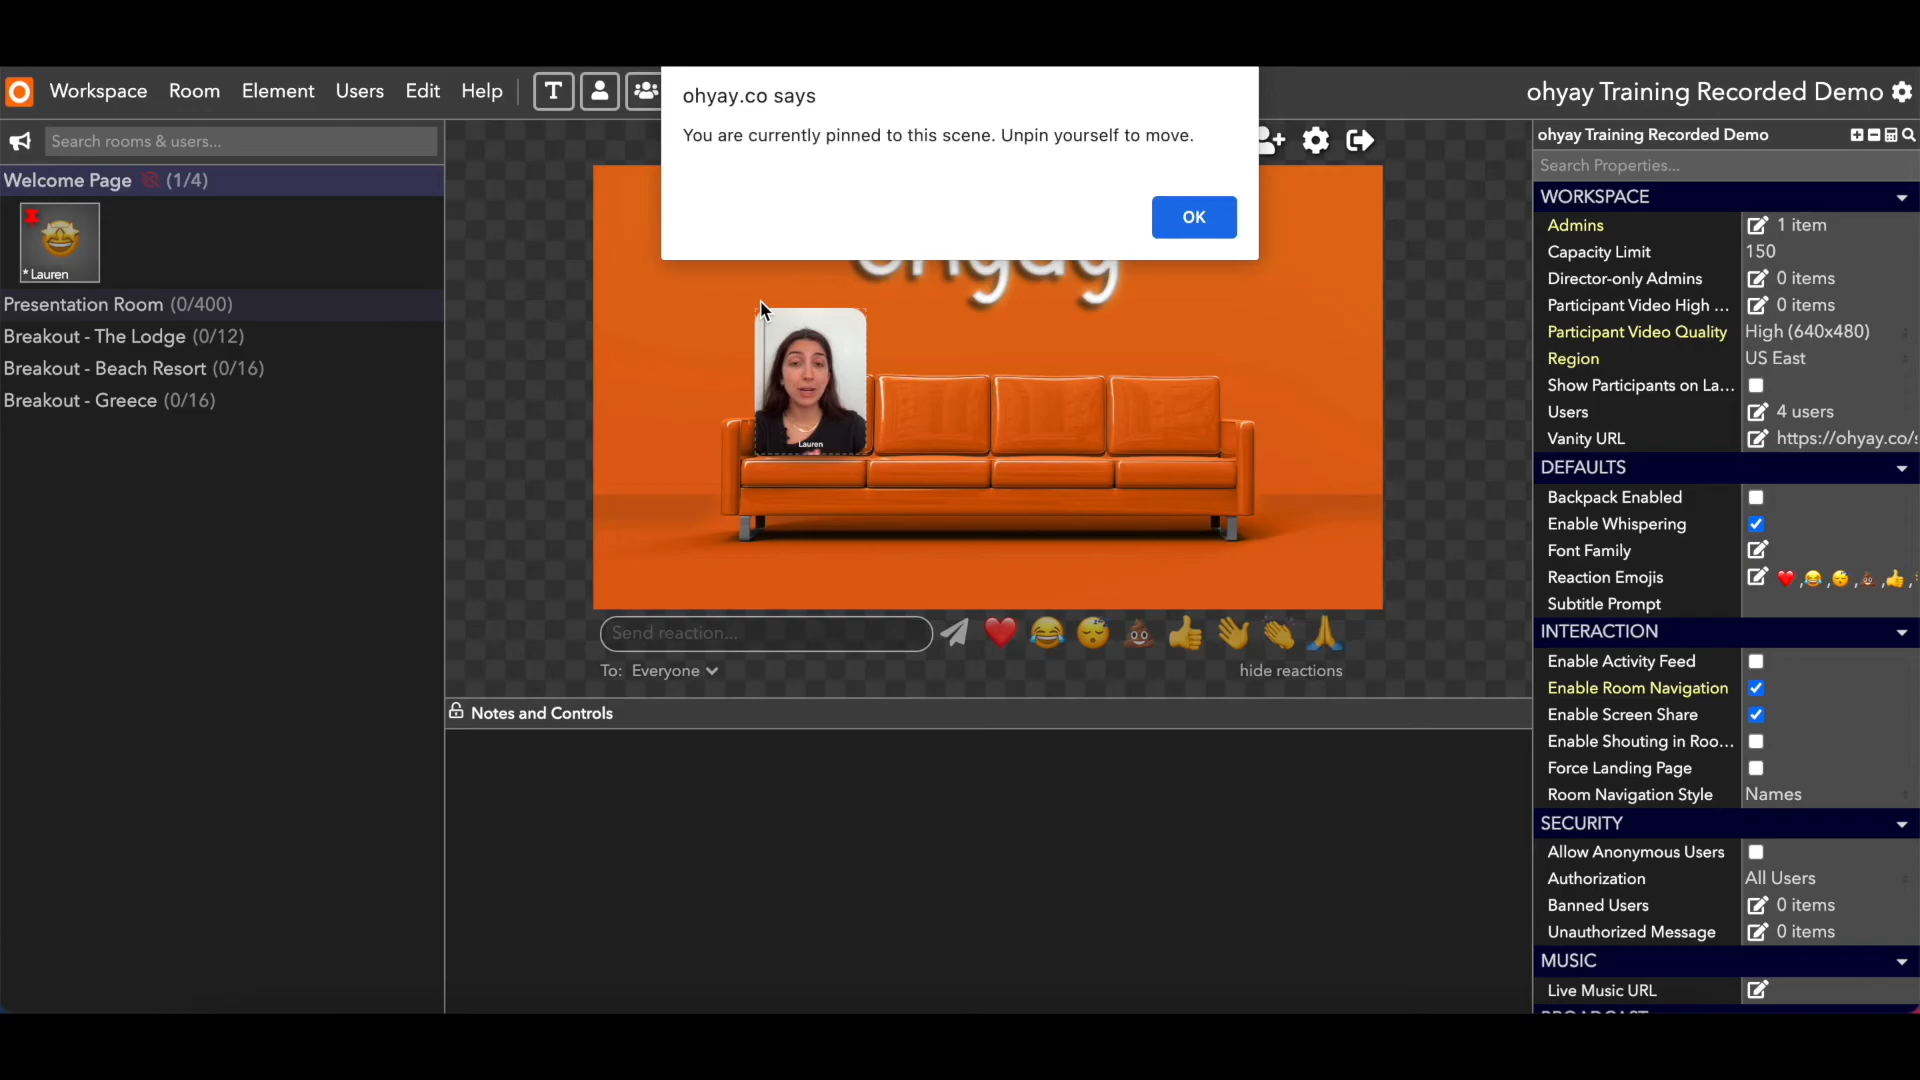 Workspace Room Element Users Edit Help T
ohyay.co says
You are currently pinned to this scene. Unpin yourself to move.
OK
ohyay Training Recorded Demo
Search rooms & users...
Welcome Page (1/4)
* Lauren
Presentation Room (0/400)
Breakout - The Lodge (0/12)
Breakout - Beach Resort (0/16)
Breakout - Greece (0/16)
ohyay
Lauren
Send reaction...
To: Everyone
hide reactions
Notes and Controls
ohyay Training Recorded Demo
Search Properties...
WORKSPACE
Admins 1 item
Capacity Limit 150
Director-only Admins 0 items
Participant Video High ... 0 items
Participant Video Quality High (640x480)
Region US East
Show Participants on La...
Users 4 users
Vanity URL https://ohyay.co/s
DEFAULTS
Backpack Enabled
Enable Whispering
Font Family
Reaction Emojis ❤️,😂,😴,💩,👍,
Subtitle Prompt
INTERACTION
Enable Activity Feed
Enable Room Navigation
Enable Screen Share
Enable Shouting in Roo...
Force Landing Page
Room Navigation Style Names
SECURITY
Allow Anonymous Users
Authorization All Users
Banned Users 0 items
Unauthorized Message 0 items
MUSIC
Live Music URL